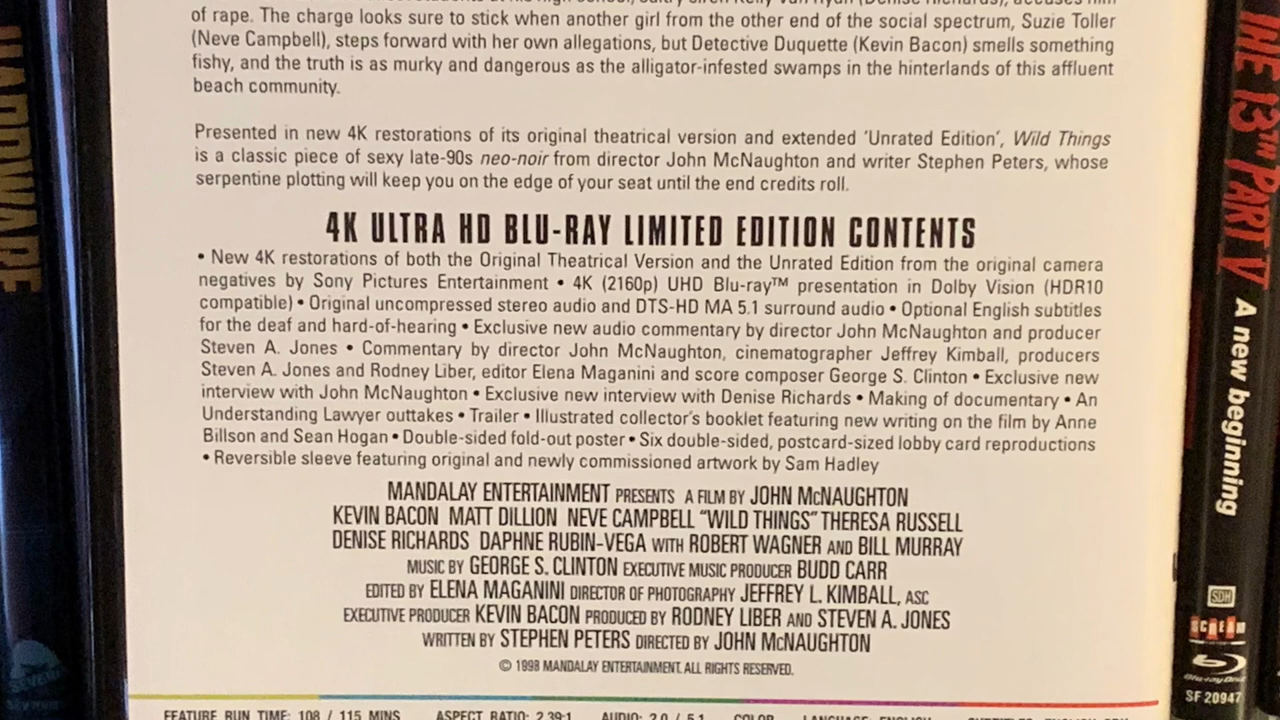 of rape. The charge looks sure to stick when another girl from the other end of the social spectrum, Suzie Toller
(Neve Campbell), steps forward with her own allegations, but Detective Duquette (Kevin Bacon) smells something
fishy, and the truth is as murky and dangerous as the alligator-infested swamps in the hinterlands of this affluent
beach community.
Presented in new 4K restorations of its original theatrical version and extended ‘Unrated Edition’, Wild Things
is a classic piece of sexy late-90s neo-noir from director John McNaughton and writer Stephen Peters, whose
serpentine plotting will keep you on the edge of your seat until the end credits roll.
4K ULTRA HD BLU-RAY LIMITED EDITION CONTENTS
• New 4K restorations of both the Original Theatrical Version and the Unrated Edition from the original camera
negatives by Sony Pictures Entertainment • 4K (2160p) UHD Blu-ray™ presentation in Dolby Vision (HDR10
compatible) • Original uncompressed stereo audio and DTS-HD MA 5.1 surround audio • Optional English subtitles
for the deaf and hard-of-hearing • Exclusive new audio commentary by director John McNaughton and producer
Steven A. Jones • Commentary by director John McNaughton, cinematographer Jeffrey Kimball, producers
Steven A. Jones and Rodney Liber, editor Elena Maganini and score composer George S. Clinton • Exclusive new
interview with John McNaughton • Exclusive new interview with Denise Richards • Making of documentary • An
Understanding Lawyer outtakes • Trailer • Illustrated collector’s booklet featuring new writing on the film by Anne
Billson and Sean Hogan • Double-sided fold-out poster • Six double-sided, postcard-sized lobby card reproductions
• Reversible sleeve featuring original and newly commissioned artwork by Sam Hadley
MANDALAY ENTERTAINMENT PRESENTS A FILM BY JOHN McNAUGHTON
KEVIN BACON MATT DILLION NEVE CAMPBELL “WILD THINGS” THERESA RUSSELL
DENISE RICHARDS DAPHNE RUBIN-VEGA WITH ROBERT WAGNER AND BILL MURRAY
MUSIC BY GEORGE S. CLINTON EXECUTIVE MUSIC PRODUCER BUDD CARR
EDITED BY ELENA MAGANINI DIRECTOR OF PHOTOGRAPHY JEFFREY L. KIMBALL, ASC
EXECUTIVE PRODUCER KEVIN BACON PRODUCED BY RODNEY LIBER AND STEVEN A. JONES
WRITTEN BY STEPHEN PETERS DIRECTED BY JOHN McNAUGHTON
© 1998 MANDALAY ENTERTAINMENT. ALL RIGHTS RESERVED.
FEATURE RUN TIME: 108 / 115 MINS ASPECT RATIO: 2.39:1 AUDIO: 2.0 / 5.1 COLOR LANGUAGE: ENGLISH
HARDWARE
SEVERIN
THE 13TH PART V
A new beginning
SDH
SCREAM
Blu-ray Disc
SF 20947